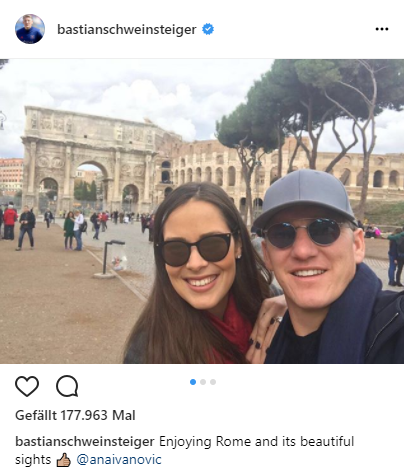 bastianschweinsteiger
Gefällt 177.963 Mal
bastianschweinsteiger Enjoying Rome and its beautiful
sights 👍🏽 @anaivanovic